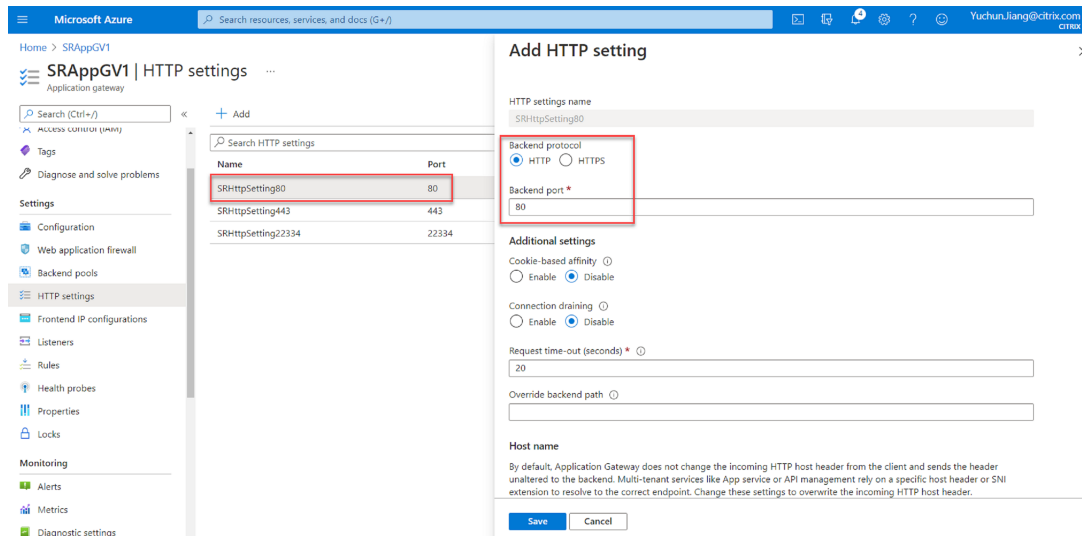 Microsoft Azure
Search resources, services, and docs (G+/)
4
Yuchun.Jiang@citrix.com
CITRIX
Home > SRAppGV1
SRAppGV1 | HTTP settings ...
Application gateway
Search (Ctrl+/)
«
Access control (IAM)
Tags
Diagnose and solve problems
Settings
Configuration
Web application firewall
Backend pools
HTTP settings
Frontend IP configurations
Listeners
Rules
Health probes
Properties
Locks
Monitoring
Alerts
Metrics
Diagnostic settings
+ Add
Search HTTP settings
Name Port
SRHttpSetting80 80
SRHttpSetting443 443
SRHttpSetting22334 22334
Add HTTP setting
HTTP settings name
SRHttpSetting80
Backend protocol
HTTP HTTPS
Backend port *
80
Additional settings
Cookie-based affinity
Enable Disable
Connection draining
Enable Disable
Request time-out (seconds) *
20
Override backend path
Host name
By default, Application Gateway does not change the incoming HTTP host header from the client and sends the header
unaltered to the backend. Multi-tenant services like App service or API management rely on a specific host header or SNI
extension to resolve to the correct endpoint. Change these settings to overwrite the incoming HTTP host header.
Save Cancel